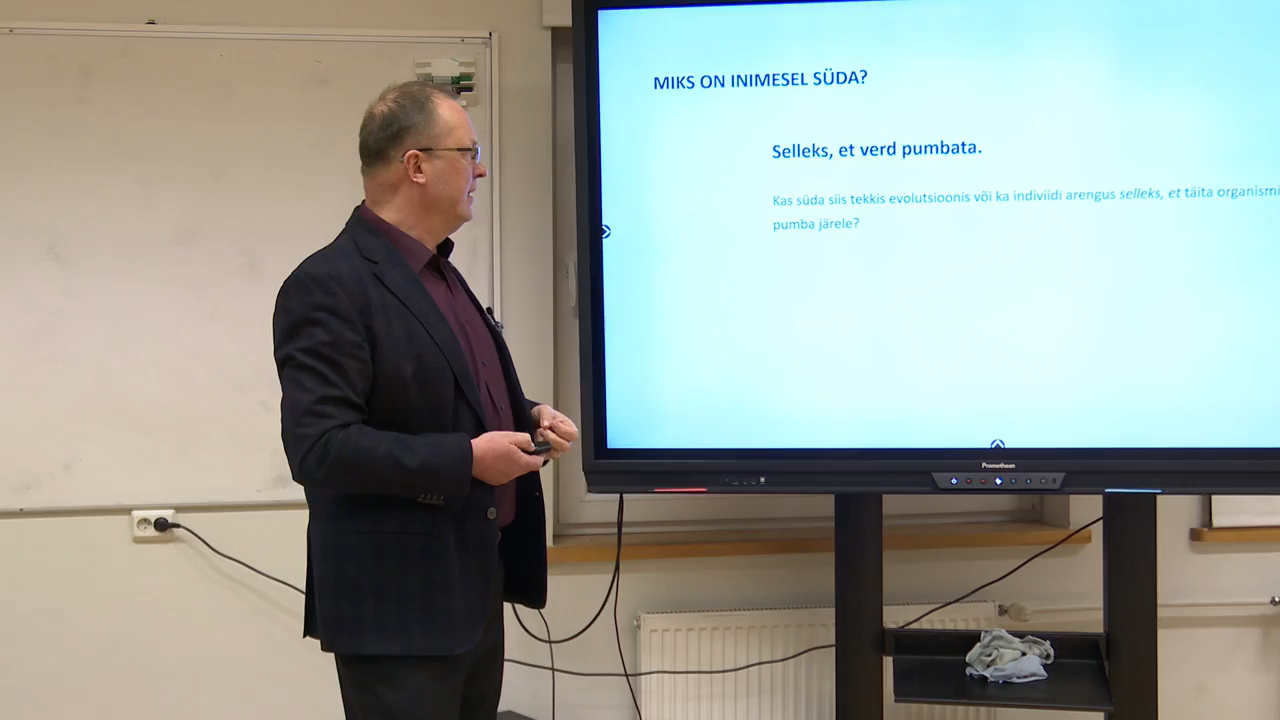 MIKS ON INIMESEL SÜDA?
Selleks, et verd pumbata.
Kas süda siis tekkis evolutsioonis või ka indiviidi arengus selleks, et täita organismi
pumba järele?
Promethean